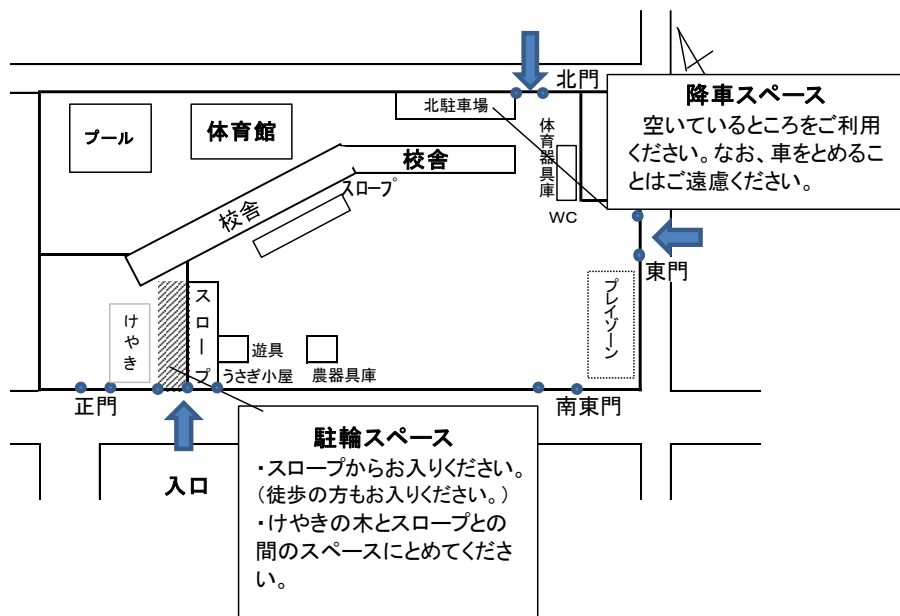 北門
北駐車場
プール
体育館
校舎
体育器具庫
スロープ
校舎
WC
降車スペース
空いているところをご利用
ください。なお、車をとめるこ
とはご遠慮ください。
東門
プレイゾーン
けやき
スロープ
遊具
うさぎ小屋
農器具庫
正門
南東門
入口
駐輪スペース
・スロープからお入りください。
（徒歩の方もお入りください。）
・けやきの木とスロープとの
間のスペースにとめてくださ
い。